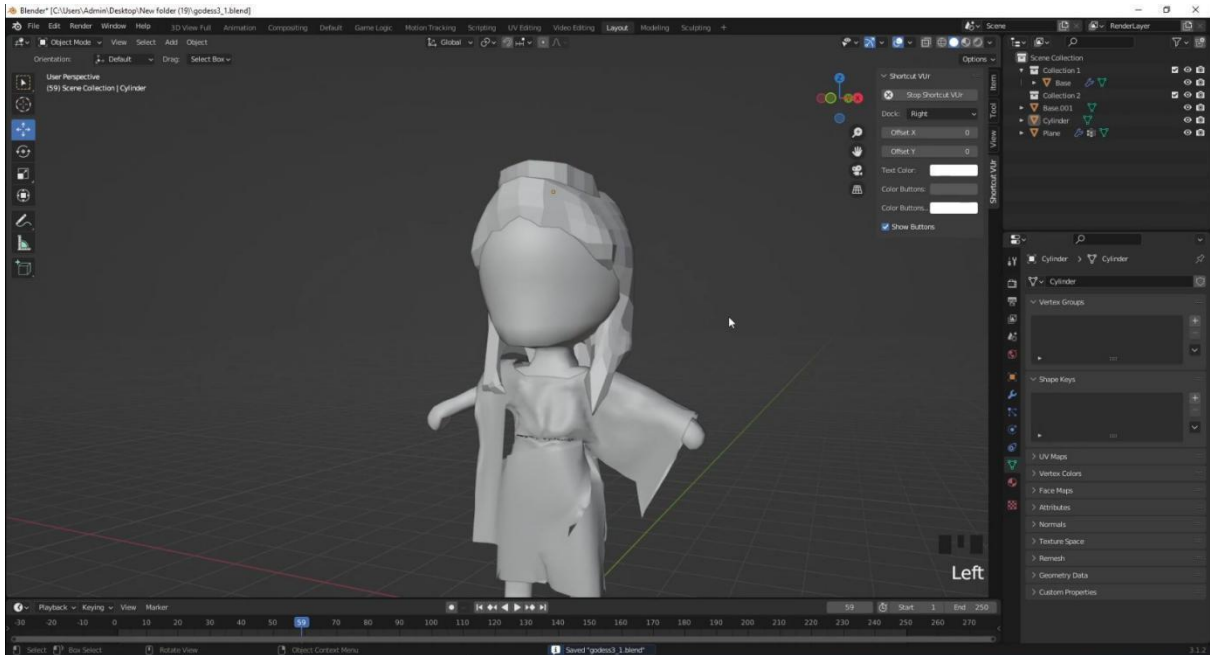 Blender* [C:\Users\Admin\Desktop\New folder (19)\godess3_1.blend]
File Edit Render Window Help 3D View Full Animation Compositing Default Game Logic Motion Tracking Scripting UV Editing Video Editing Layout Modeling Sculpting + Scene RenderLayer
Object Mode View Select Add Object Global
Orientation: Default Drag: Select Box Options
User Perspective
(59) Scene Collection | Cylinder
Shortcut VUr
Stop Shortcut VUr
Dock: Right
Offset X 0
Offset Y 0
Text Color:
Color Buttons:
Color Buttons..
Show Buttons
Item
Tool
View
Shortcut VUr
Scene Collection
Collection 1
Base
Collection 2
Base.001
Cylinder
Plane
Cylinder > Cylinder
Cylinder
Vertex Groups
Shape Keys
UV Maps
Vertex Colors
Face Maps
Attributes
Normals
Texture Space
Remesh
Geometry Data
Custom Properties
Left
Playback Keying View Marker 59 Start 1 End 250
-30 -20 -10 0 10 20 30 40 50 59 70 80 90 100 110 120 130 140 150 160 170 180 190 200 210 220 230 240 250 260 270
Select Box Select Rotate View Object Context Menu Saved "godess3_1.blend" 3.1.2